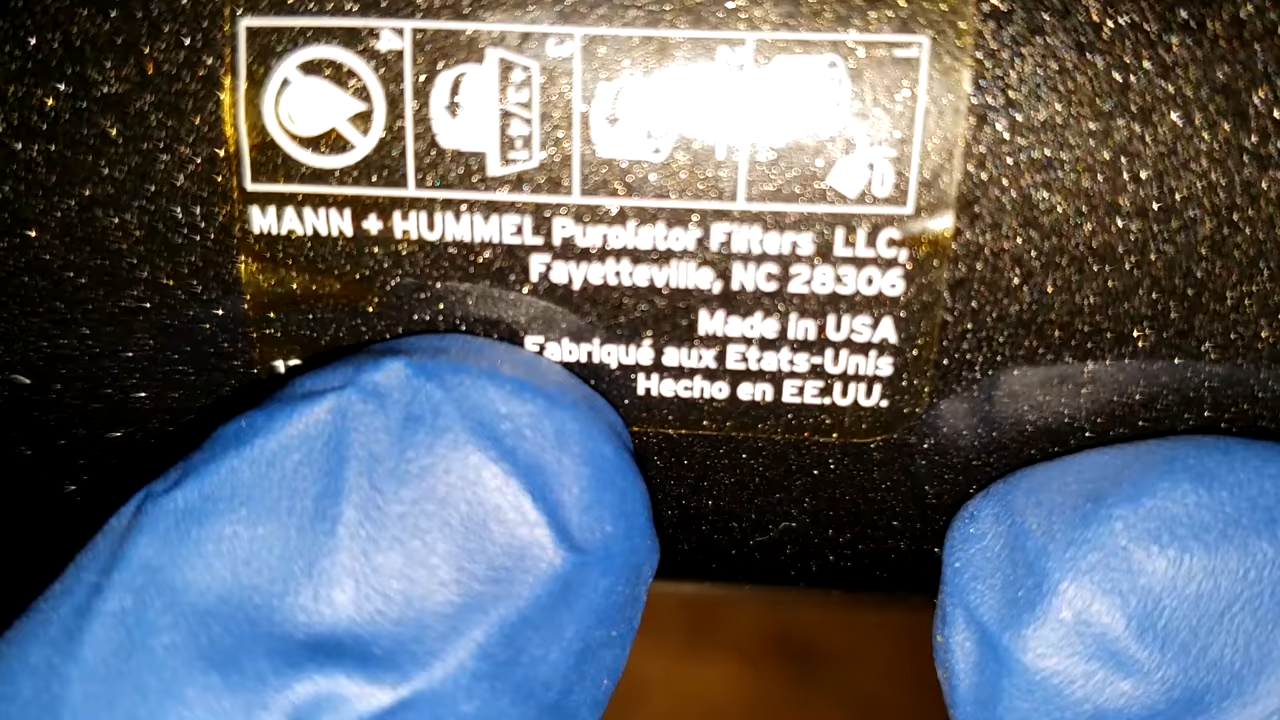 MANN + HUMMEL Purolator Filters LLC,
Fayetteville, NC 28306
Made in USA
Fabriqué aux Etats-Unis
Hecho en EE.UU.